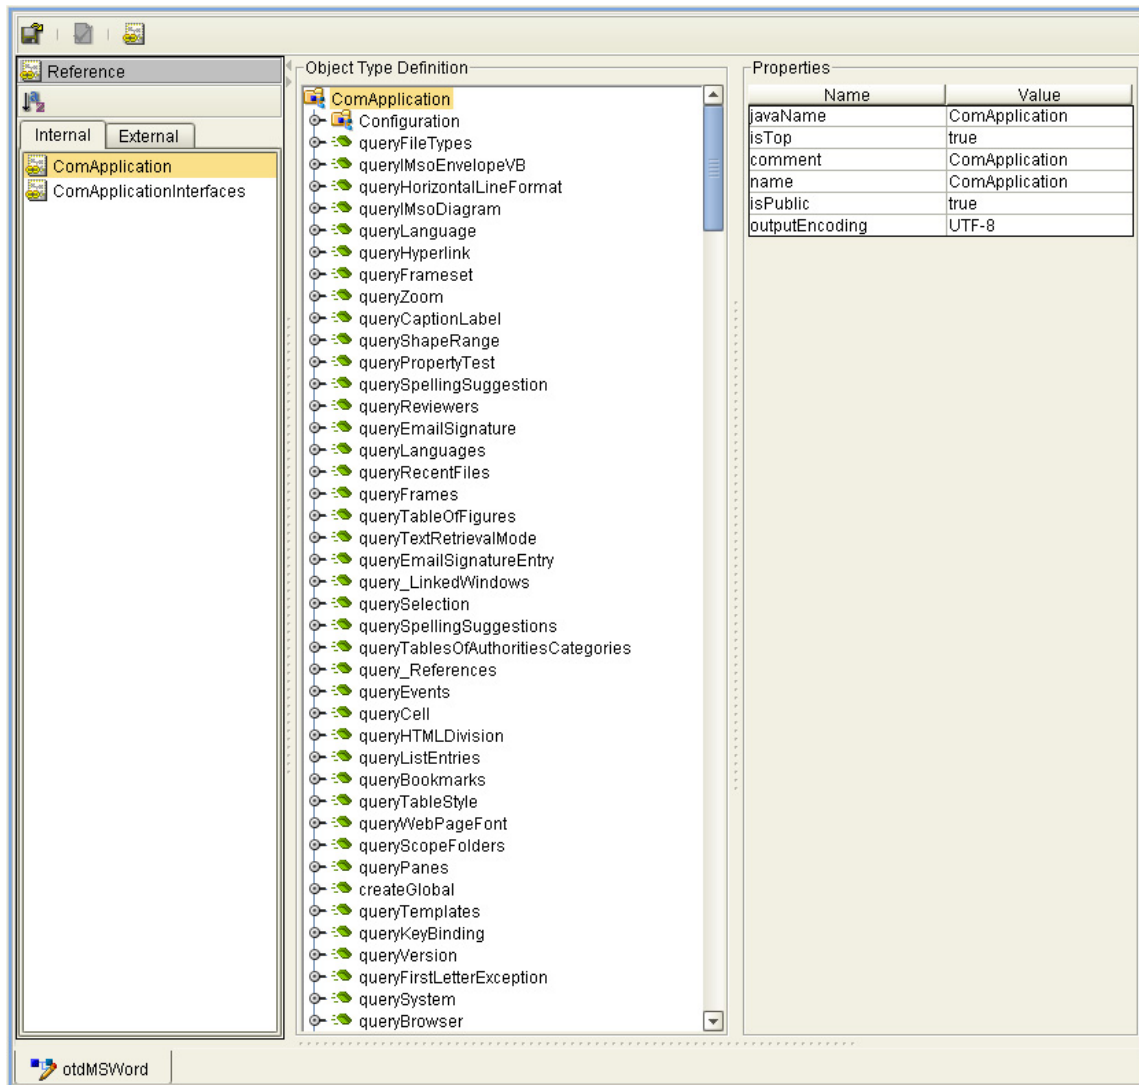 Reference
Internal External
ComApplication
ComApplicationInterfaces
Object Type Definition
ComApplication
Configuration
queryFileTypes
queryIMsoEnvelopeVB
queryHorizontalLineFormat
queryIMsoDiagram
queryLanguage
queryHyperlink
queryFrameset
queryZoom
queryCaptionLabel
queryShapeRange
queryPropertyTest
querySpellingSuggestion
queryReviewers
queryEmailSignature
queryLanguages
queryRecentFiles
queryFrames
queryTableOfFigures
queryTextRetrievalMode
queryEmailSignatureEntry
query_LinkedWindows
querySelection
querySpellingSuggestions
queryTablesOfAuthoritiesCategories
query_References
queryEvents
queryCell
queryHTMLDivision
queryListEntries
queryBookmarks
queryTableStyle
queryWebPageFont
queryScopeFolders
queryPanes
createGlobal
queryTemplates
queryKeyBinding
queryVersion
queryFirstLetterException
querySystem
queryBrowser
Properties
Name Value
javaName ComApplication
isTop true
comment ComApplication
name ComApplication
isPublic true
outputEncoding UTF-8
otdMSWord